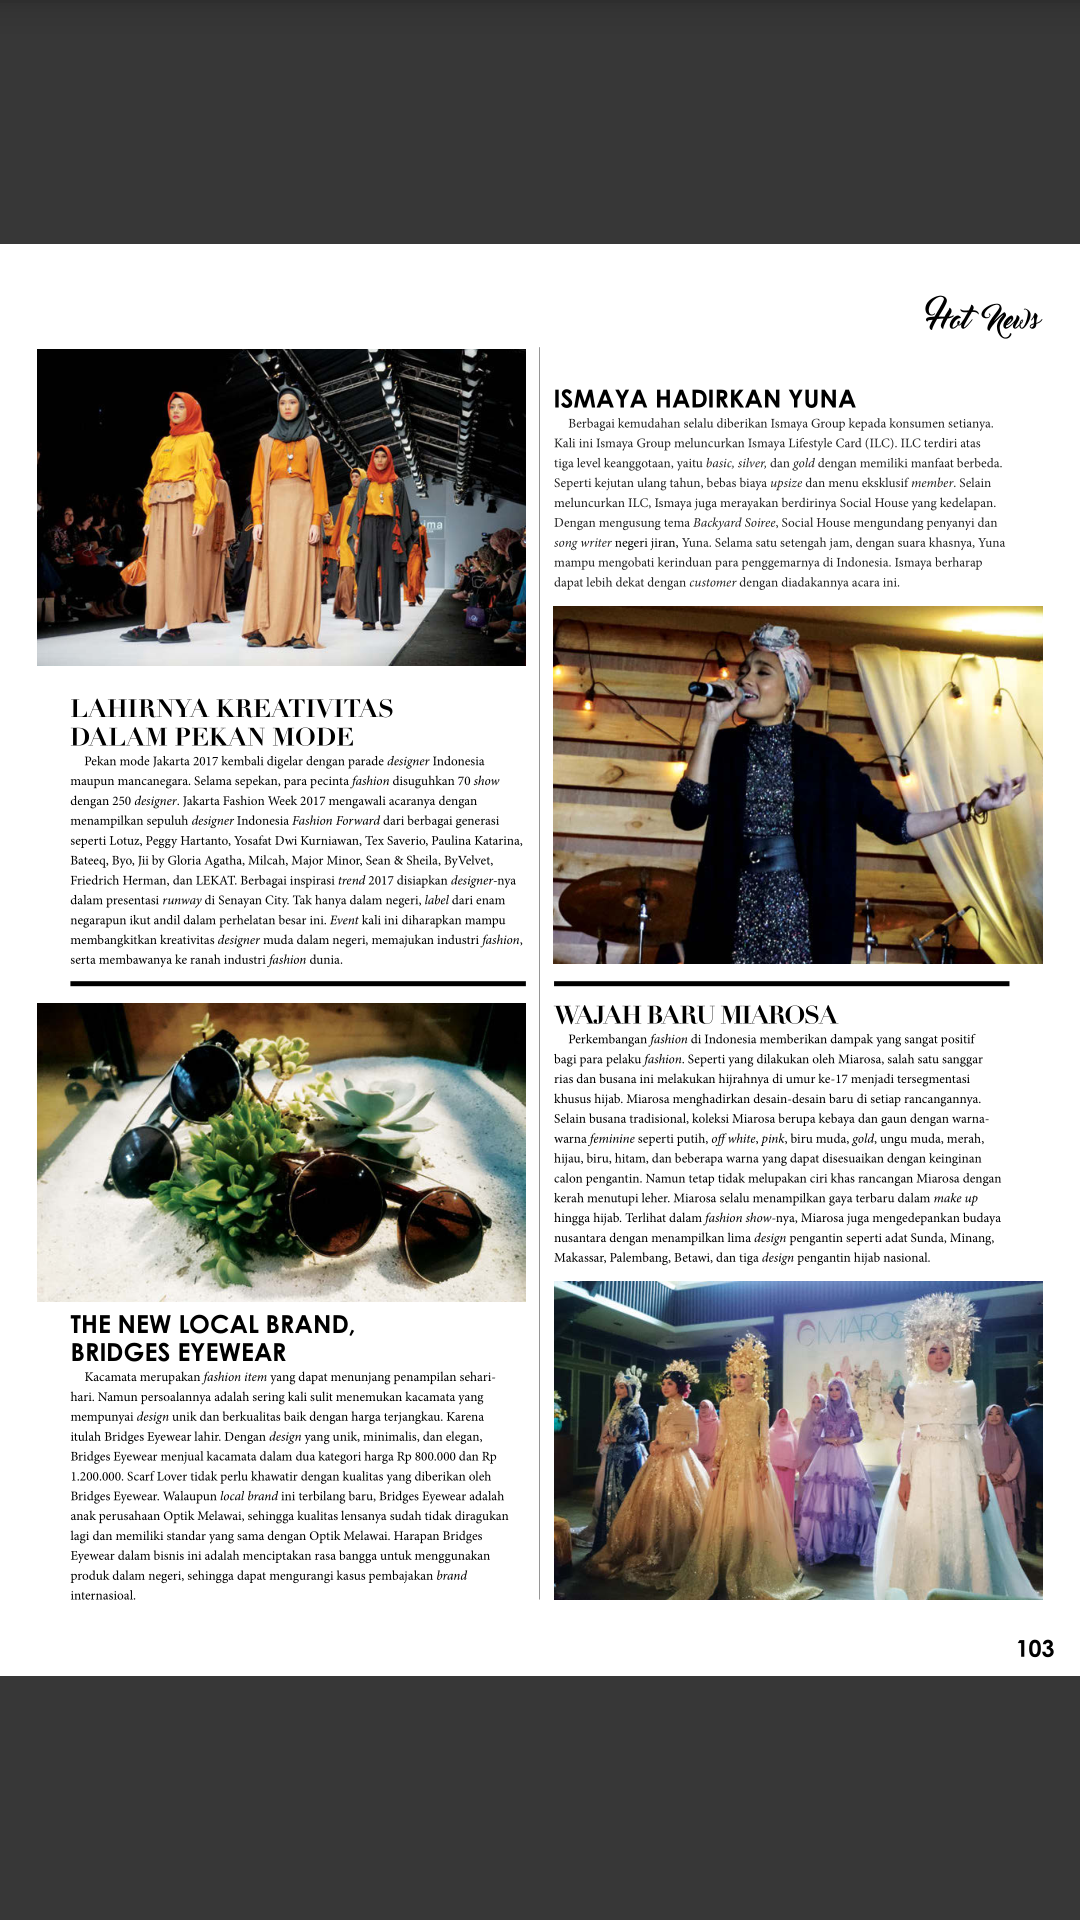 Hot News
LAHIRNYA KREATIVITAS
DALAM PEKAN MODE
Pekan mode Jakarta 2017 kembali digelar dengan parade designer Indonesia
maupun mancanegara. Selama sepekan, para pecinta fashion disuguhkan 70 show
dengan 250 designer. Jakarta Fashion Week 2017 mengawali acaranya dengan
menampilkan sepuluh designer Indonesia Fashion Forward dari berbagai generasi
seperti Lotuz, Peggy Hartanto, Yosafat Dwi Kurniawan, Tex Saverio, Paulina Katarina,
Bateeq, Byo, Jii by Gloria Agatha, Milcah, Major Minor, Sean & Sheila, ByVelvet,
Friedrich Herman, dan LEKAT. Berbagai inspirasi trend 2017 disiapkan designer-nya
dalam presentasi runway di Senayan City. Tak hanya dalam negeri, label dari enam
negarapun ikut andil dalam perhelatan besar ini. Event kali ini diharapkan mampu
membangkitkan kreativitas designer muda dalam negeri, memajukan industri fashion,
serta membawanya ke ranah industri fashion dunia.
THE NEW LOCAL BRAND,
BRIDGES EYEWEAR
Kacamata merupakan fashion item yang dapat menunjang penampilan sehari-
hari. Namun persoalannya adalah sering kali sulit menemukan kacamata yang
mempunyai design unik dan berkualitas baik dengan harga terjangkau. Karena
itulah Bridges Eyewear lahir. Dengan design yang unik, minimalis, dan elegan,
Bridges Eyewear menjual kacamata dalam dua kategori harga Rp 800.000 dan Rp
1.200.000. Scarf Lover tidak perlu khawatir dengan kualitas yang diberikan oleh
Bridges Eyewear. Walaupun local brand ini terbilang baru, Bridges Eyewear adalah
anak perusahaan Optik Melawai, sehingga kualitas lensanya sudah tidak diragukan
lagi dan memiliki standar yang sama dengan Optik Melawai. Harapan Bridges
Eyewear dalam bisnis ini adalah menciptakan rasa bangga untuk menggunakan
produk dalam negeri, sehingga dapat mengurangi kasus pembajakan brand
internasioal.
ISMAYA HADIRKAN YUNA
Berbagai kemudahan selalu diberikan Ismaya Group kepada konsumen setianya.
Kali ini Ismaya Group meluncurkan Ismaya Lifestyle Card (ILC). ILC terdiri atas
tiga level keanggotaan, yaitu basic, silver, dan gold dengan memiliki manfaat berbeda.
Seperti kejutan ulang tahun, bebas biaya upsize dan menu eksklusif member. Selain
meluncurkan ILC, Ismaya juga merayakan berdirinya Social House yang kedelapan.
Dengan mengusung tema Backyard Soiree, Social House mengundang penyanyi dan
song writer negeri jiran, Yuna. Selama satu setengah jam, dengan suara khasnya, Yuna
mampu mengobati kerinduan para penggemarnya di Indonesia. Ismaya berharap
dapat lebih dekat dengan customer dengan diadakannya acara ini.
WAJAH BARU MIAROSA
Perkembangan fashion di Indonesia memberikan dampak yang sangat positif
bagi para pelaku fashion. Seperti yang dilakukan oleh Miarosa, salah satu sanggar
rias dan busana ini melakukan hijrahnya di umur ke-17 menjadi tersegmentasi
khusus hijab. Miarosa menghadirkan desain-desain baru di setiap rancangannya.
Selain busana tradisional, koleksi Miarosa berupa kebaya dan gaun dengan warna-
warna feminine seperti putih, off white, pink, biru muda, gold, ungu muda, merah,
hijau, biru, hitam, dan beberapa warna yang dapat disesuaikan dengan keinginan
calon pengantin. Namun tetap tidak melupakan ciri khas rancangan Miarosa dengan
kerah menutupi leher. Miarosa selalu menampilkan gaya terbaru dalam make up
hingga hijab. Terlihat dalam fashion show-nya, Miarosa juga mengedepankan budaya
nusantara dengan menampilkan lima design pengantin seperti adat Sunda, Minang,
Makassar, Palembang, Betawi, dan tiga design pengantin hijab nasional.
103